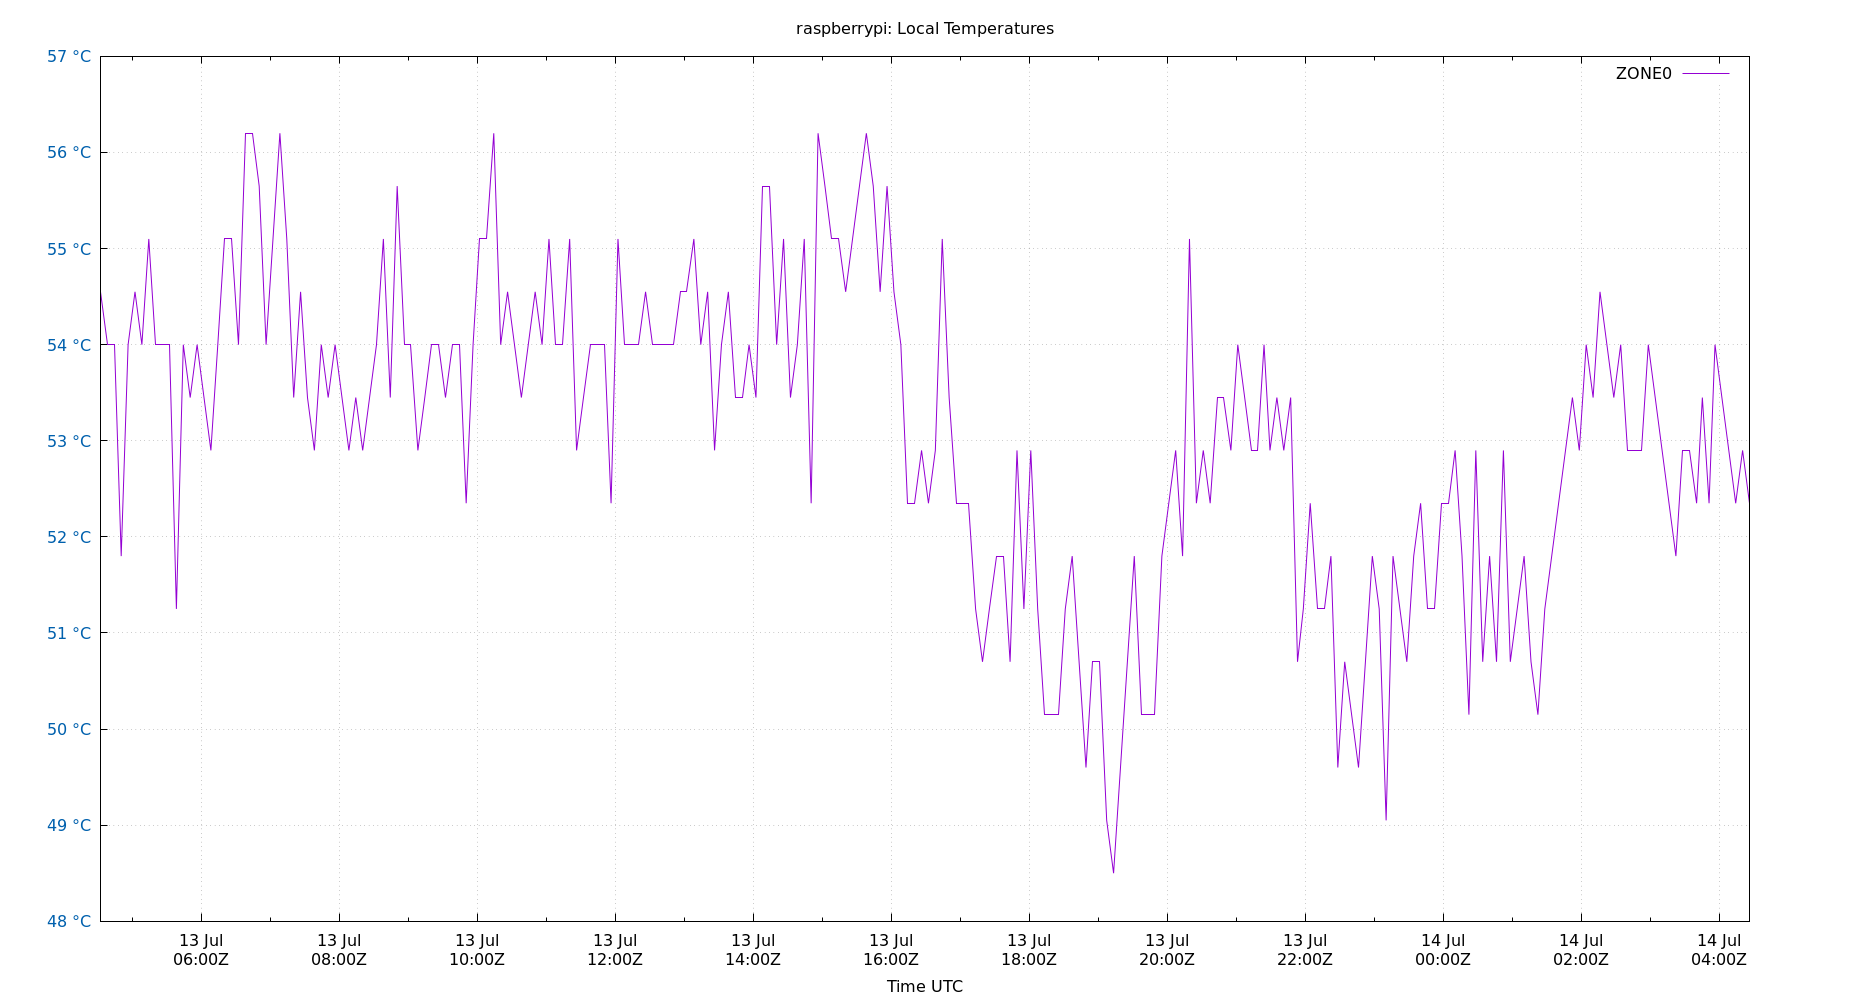 raspberrypi: Local Temperatures
57 °C
ZONE0
56 °C
55 °C
54 °C
53 °C
52 °C
51 °C
50 °C
49 °C
48 °C
13 Jul 13 Jul 13 Jul 13 Jul 13 Jul 13 Jul 13 Jul 13 Jul 13 Jul 14 Jul 14 Jul 14 Jul
06:00Z 08:00Z 10:00Z 12:00Z 14:00Z 16:00Z 18:00Z 20:00Z 22:00Z 00:00Z 02:00Z 04:00Z
Time UTC